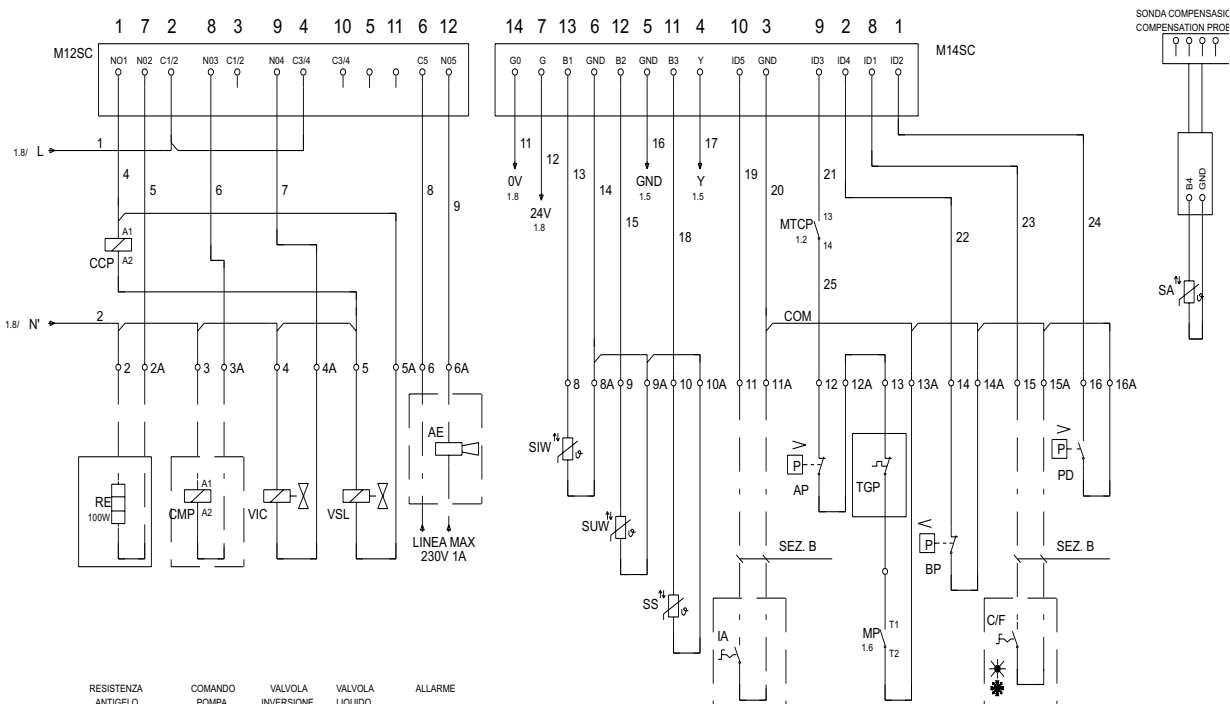 1 7 2 8 3 9 4 10 5 11 6 12 14 7 13 6 12 5 11 4 10 3 9 2 8 1
SONDA COMPENSASIO
COMPENSATION PROBE
M12SC M14SC
NO1 N02 C1/2 N03 C1/2 N04 C3/4 C3/4 C5 N05
G0 G B1 GND B2 GND B3 Y ID5 GND ID3 ID4 ID1 ID2
1.8/ L 1
4 5 6 7 8 9
11 12 13 14 15 16 17 18 19 20 21 22 23 24
0V
1.8
24V
1.8
GND
1.5
Y
1.5
MTCP 13
1.2 14
25
B4 GND
SA
A1
CCP A2
1.8/ N' 2
COM
2 2A 3 3A 4 4A 5 5A 6 6A
8 8A 9 9A 10 10A 11 11A 12 12A 13 13A 14 14A 15 15A 16 16A
AE
SIW
P
AP
TGP
P
PD
RE
100W
A1
CMP A2
VIC
VSL
LINEA MAX
230V 1A
SUW
SEZ. B
P
BP
SEZ. B
SS
IA
MP T1
1.6 T2
C/F
RESISTENZA COMANDO VALVOLA VALVOLA ALLARME
ANTIGELO POMPA INVERSIONE LIQUIDO